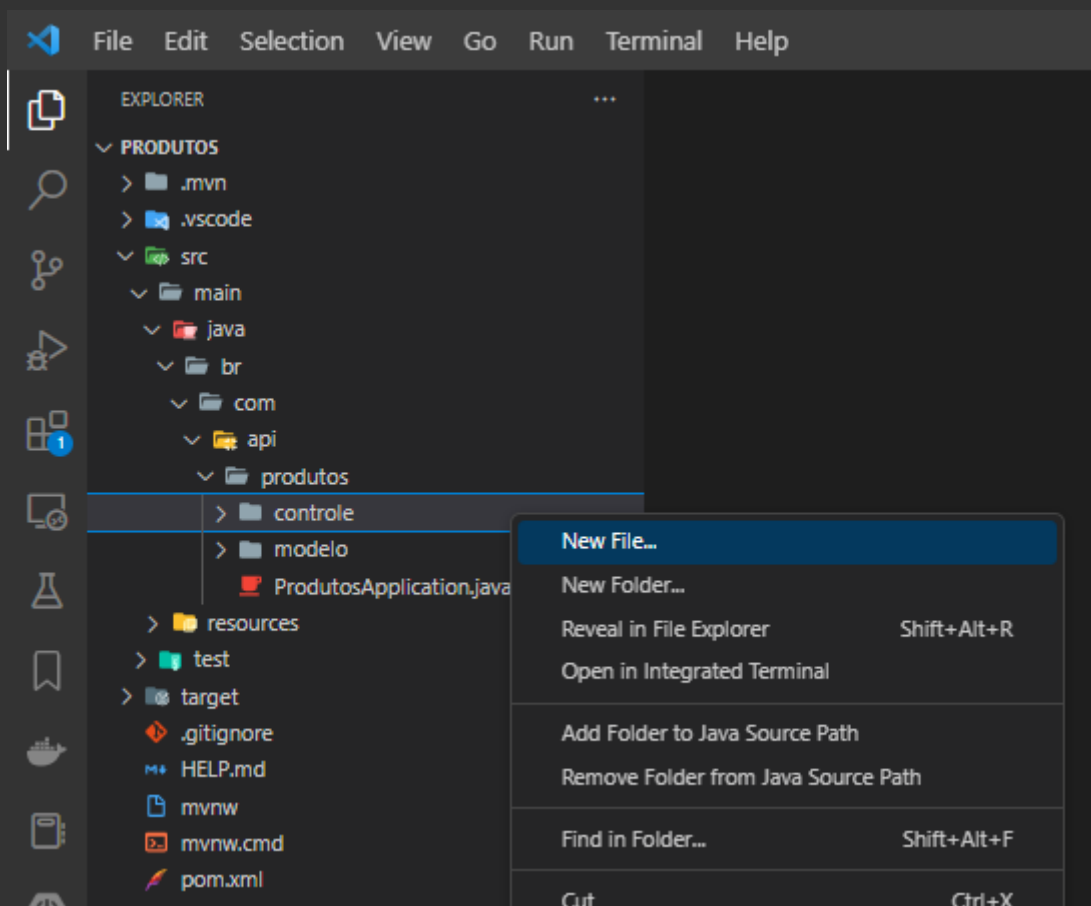 File Edit Selection View Go Run Terminal Help
EXPLORER ...
PRODUTOS
.mvn
.vscode
src
main
java
br
com
api
produtos
controle
modelo
ProdutosApplication.java
resources
test
target
.gitignore
M↓ HELP.md
mvnw
mvnw.cmd
pom.xml
1
New File...
New Folder...
Reveal in File Explorer Shift+Alt+R
Open in Integrated Terminal
Add Folder to Java Source Path
Remove Folder from Java Source Path
Find in Folder... Shift+Alt+F
Cut Ctrl+X